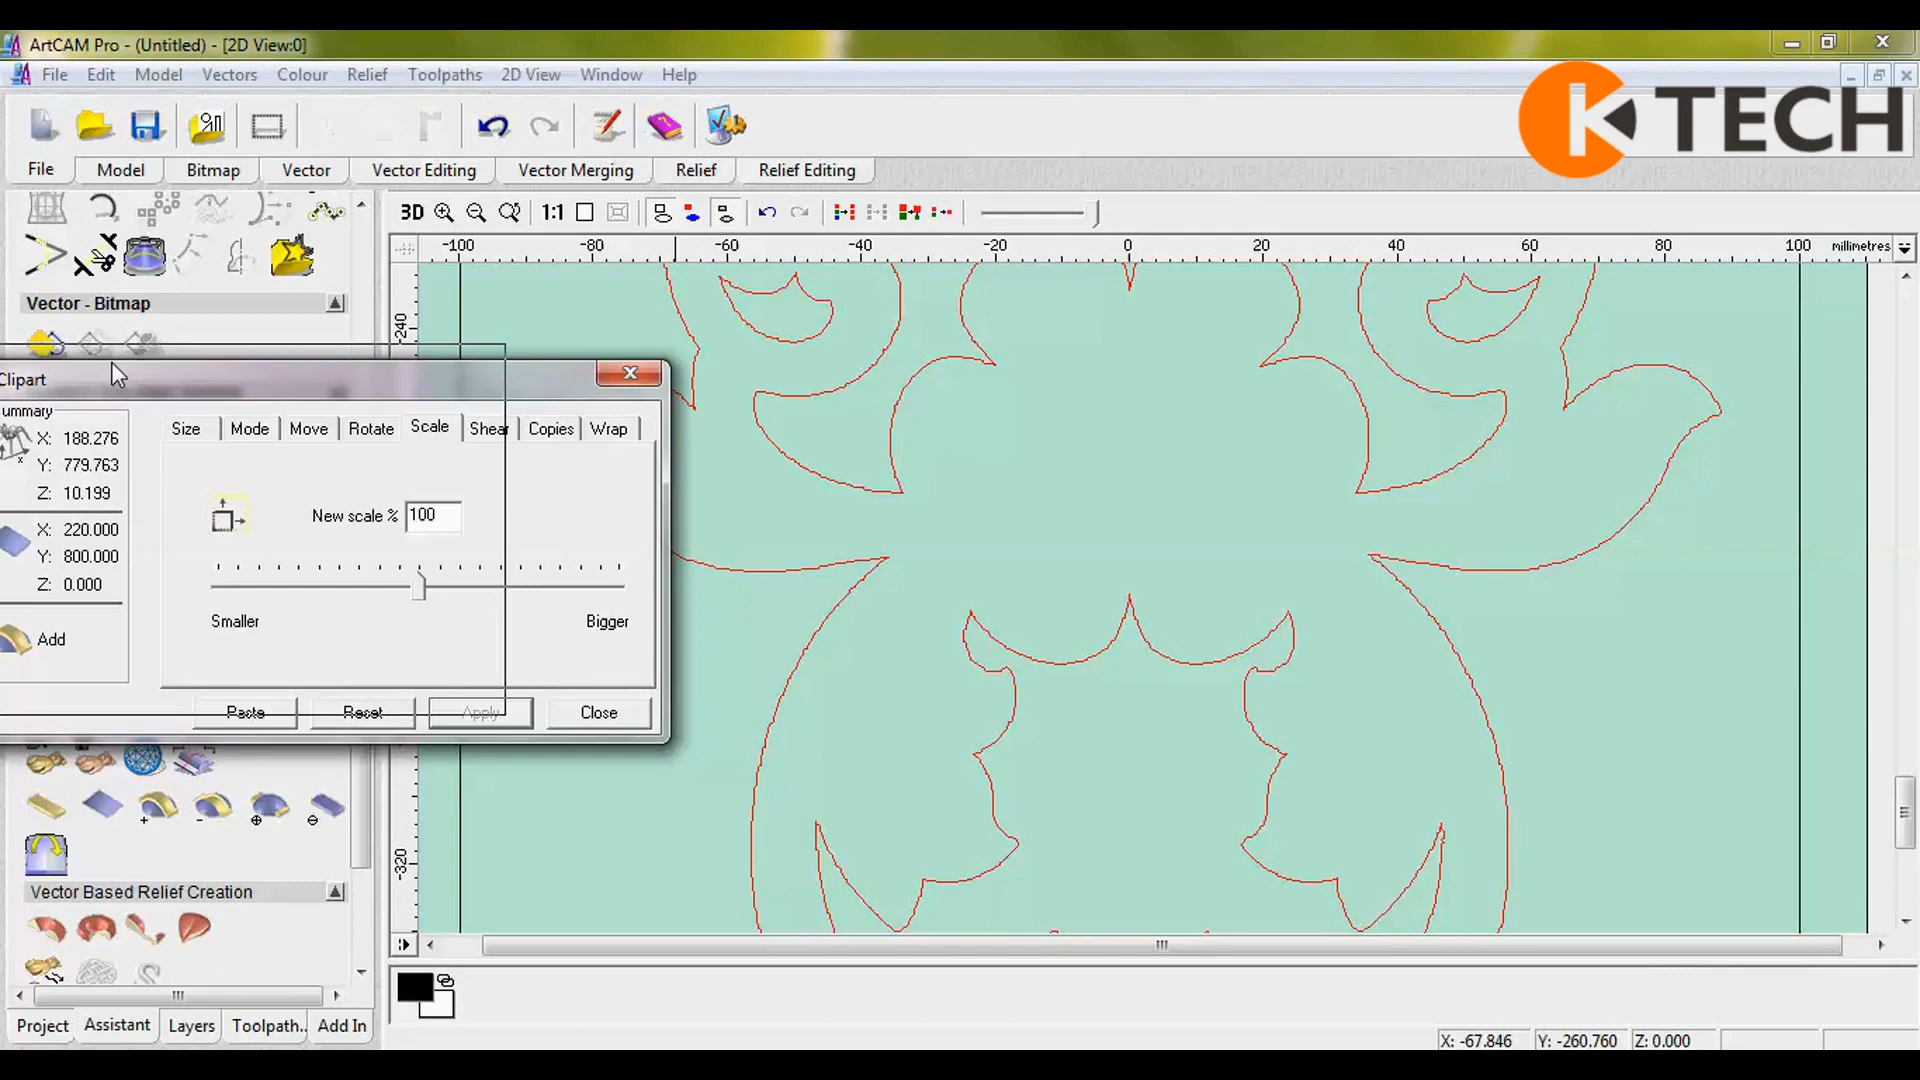 ArtCAM Pro - (Untitled) - [2D View:0]
File Edit Model Vectors Colour Relief Toolpaths 2D View Window Help
K TECH
File Model Bitmap Vector Vector Editing Vector Merging Relief Relief Editing
3D 1:1
-100 -80 -60 -40 -20 0 20 40 60 80 100 millimetres
Vector - Bitmap
-240
Clipart
ummary
Size Mode Move Rotate Scale Shear Copies Wrap
X: 188.276
Y: 779.763
Z: 10.199
New scale % 100
X: 220.000
Y: 800.000
Z: 0.000
Smaller Bigger
Add
Paste Reset Apply Close
-320
Vector Based Relief Creation
Project Assistant Layers Toolpath.. Add In
X: -67.846 Y: -260.760 Z: 0.000